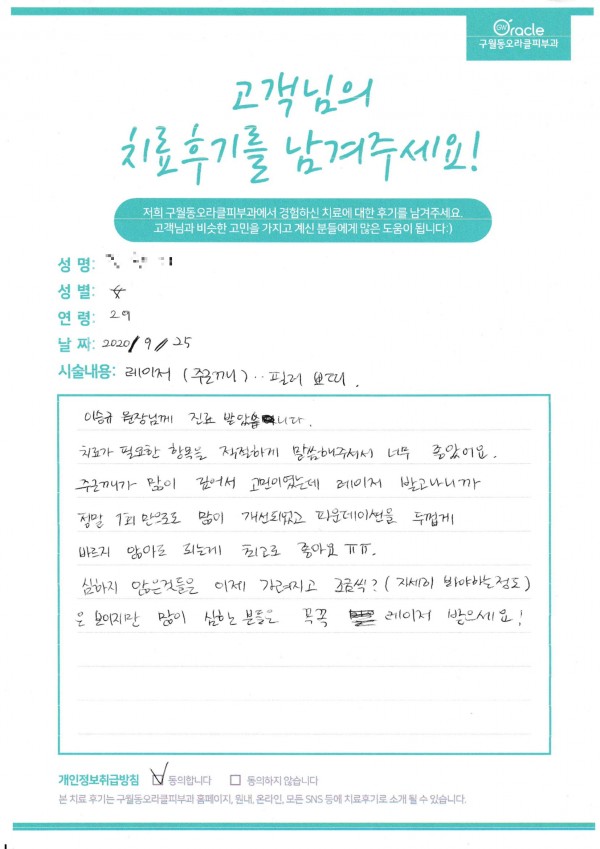 Oracle
구월동오라클피부과
고객님의
치료후기를 남겨주세요!
저희 구월동오라클피부과에서 경험하신 치료에 대한 후기를 남겨주세요.
고객님과 비슷한 고민을 가지고 계신 분들에게 많은 도움이 됩니다:)
성 명:
성 별: 女
연 령: 29
날 짜: 2020/9/25
시술내용: 레이저 (주근깨)‥필러 보띠.
이승규 원장님께 진료 받았습니다.
치료가 필요한 항목을 적절하게 말씀해주셔서 너무 좋았어요.
주근깨가 많이 깊어서 고민이였는데 레이저 받고나니까
정말 1회 만으로도 많이 개선되었고 파운데이션을 두껍게
바르지 않아도 되는게 최고로 좋아요 ㅠㅠ.
심하지 않은것들은 이제 가려지고 조금씩? (자세히 봐야하는정도)
은 보이지만 많이 심한 분들은 꼭꼭 레이저 받으세요!
개인정보취급방침 ☑ 동의합니다 ☐ 동의하지 않습니다
본 치료 후기는 구월동오라클피부과 홈페이지, 원내, 온라인, 모든 SNS 등에 치료후기로 소개 될 수 있습니다.